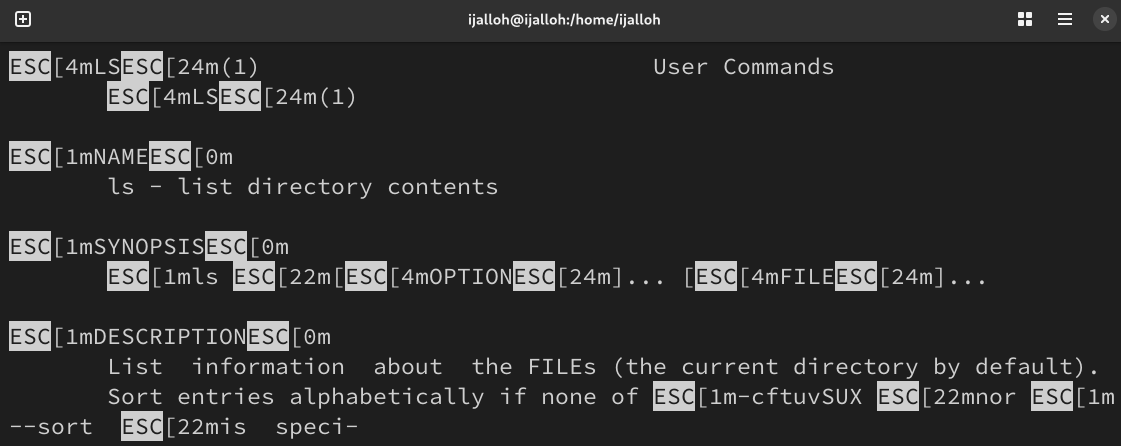 ijalloh@ijalloh:/home/ijalloh
ESC[4mLSESC[24m(1) User Commands
ESC[4mLSESC[24m(1)
ESC[1mNAMEESC[0m
ls - list directory contents
ESC[1mSYNOPSISESC[0m
ESC[1mls ESC[22m[ESC[4mOPTIONESC[24m]... [ESC[4mFILEESC[24m]...
ESC[1mDESCRIPTIONESC[0m
List information about the FILEs (the current directory by default).
Sort entries alphabetically if none of ESC[1m-cftuvSUX ESC[22mnor ESC[1m
--sort ESC[22mis speci-